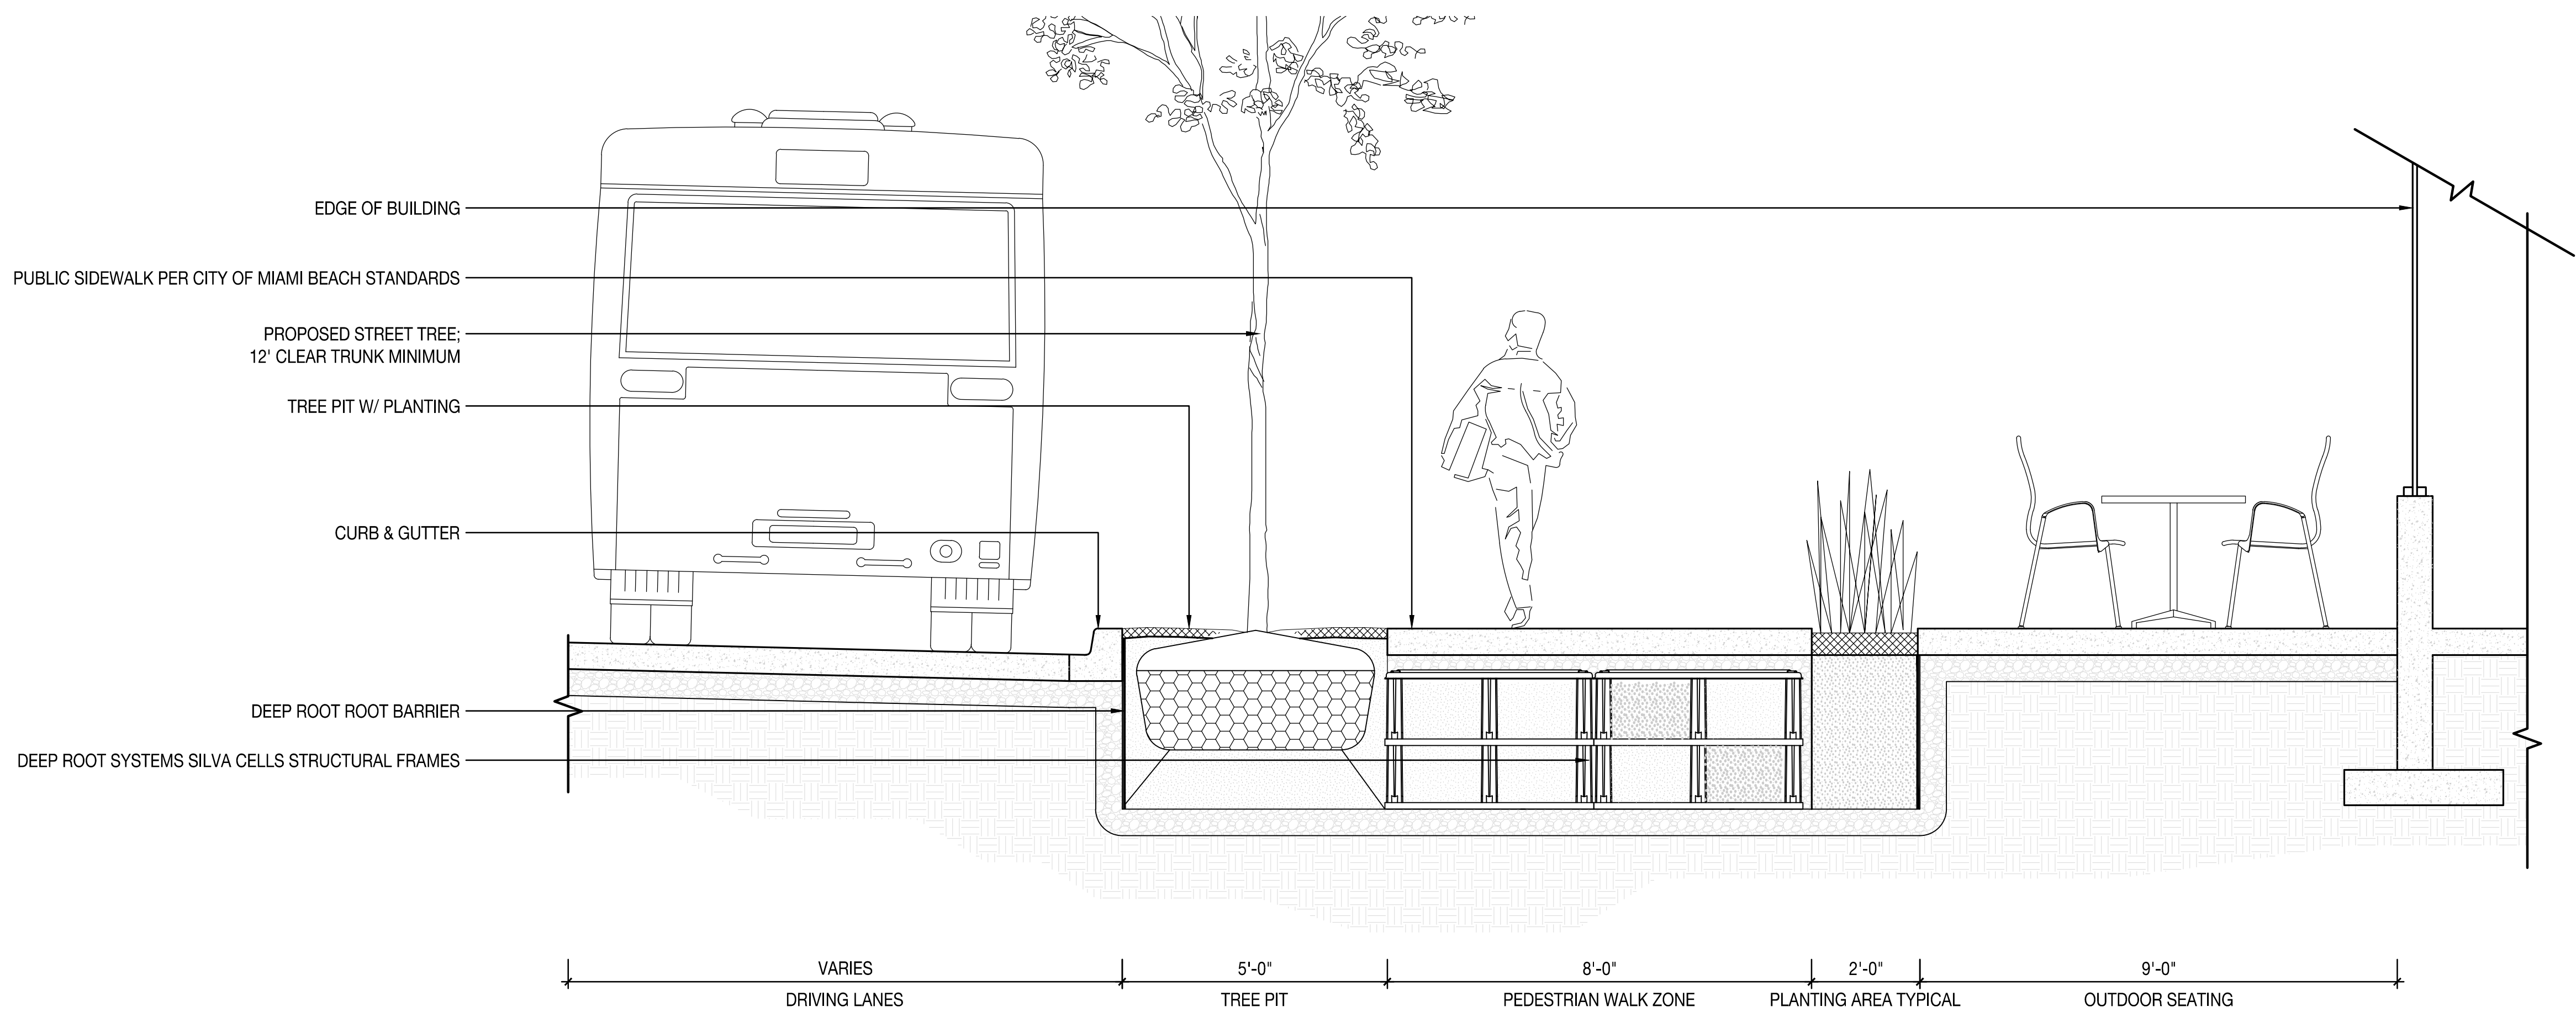 EDGE OF BUILDING
PUBLIC SIDEWALK PER CITY OF MIAMI BEACH STANDARDS
PROPOSED STREET TREE;
12' CLEAR TRUNK MINIMUM
TREE PIT W/ PLANTING
CURB & GUTTER
DEEP ROOT ROOT BARRIER
DEEP ROOT SYSTEMS SILVA CELLS STRUCTURAL FRAMES
VARIES
DRIVING LANES
5'-0"
TREE PIT
8'-0"
PEDESTRIAN WALK ZONE
2'-0"
PLANTING AREA TYPICAL
9'-0"
OUTDOOR SEATING